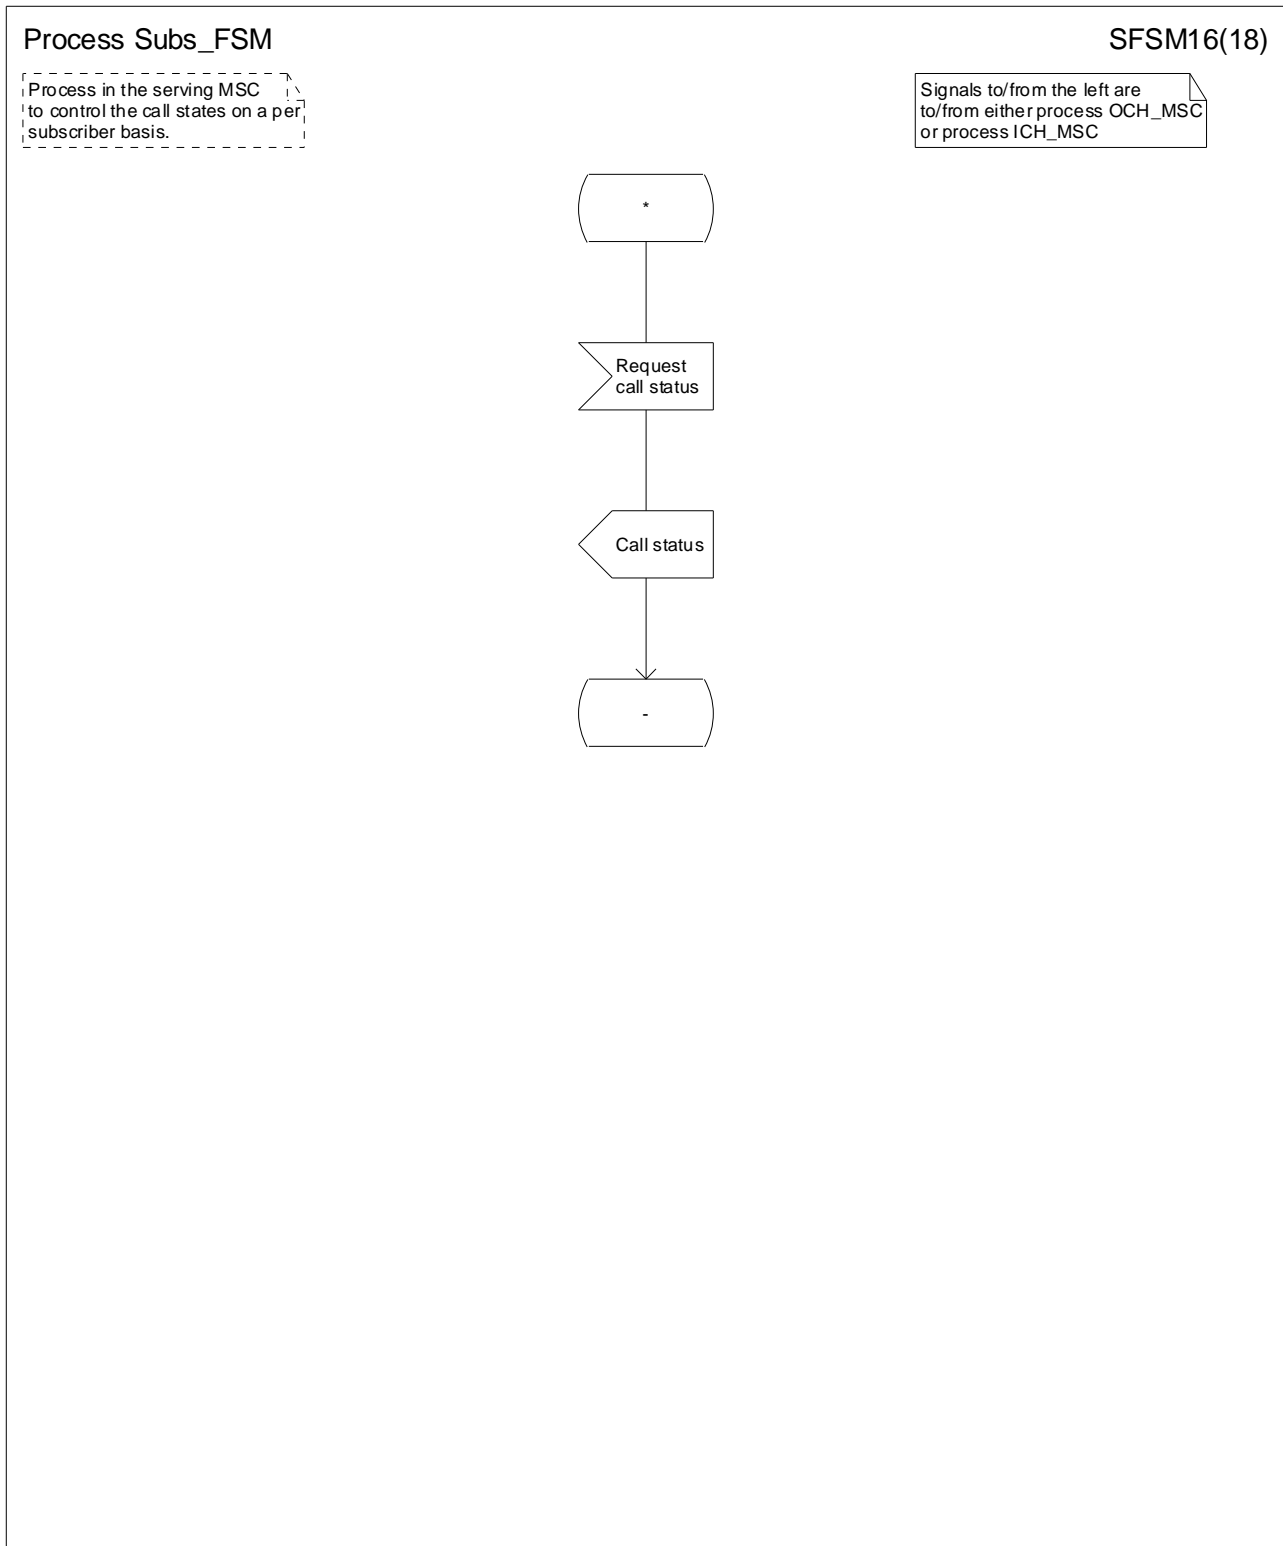 Process Subs_FSM
SFSM16(18)
Process in the serving MSC
to control the call states on a per
subscriber basis.
Signals to/from the left are
to/from either process OCH_MSC
or process ICH_MSC
*
Request
call status
Call status
-